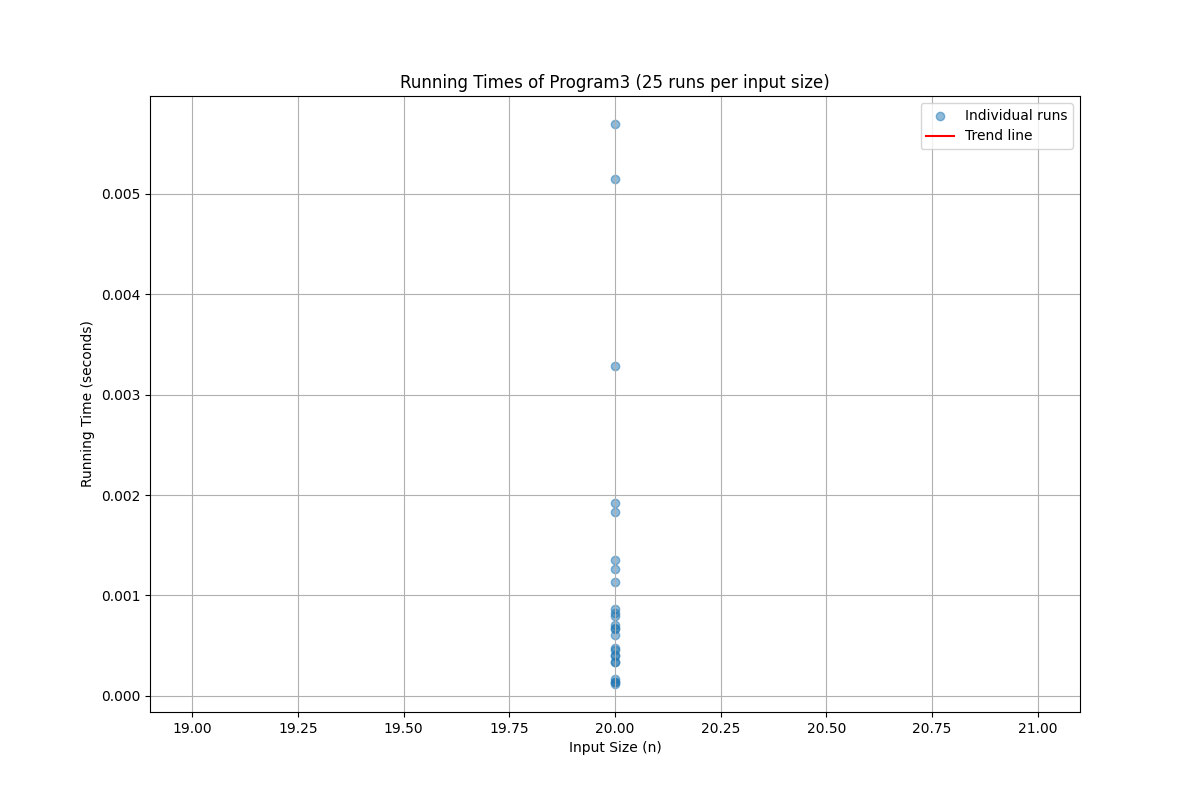 Running Times of Program3 (25 runs per input size)
Individual runs
Trend line
Running Time (seconds)
0.005
0.004
0.003
0.002
0.001
0.000
19.00 19.25 19.50 19.75 20.00 20.25 20.50 20.75 21.00
Input Size (n)